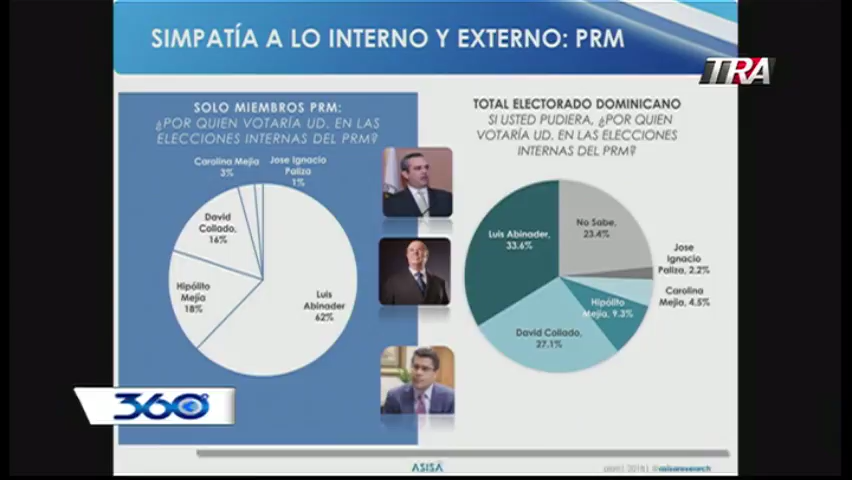 SIMPATÍA A LO INTERNO Y EXTERNO: PRM
TRA
SOLO MIEMBROS PRM:
¿POR QUIEN VOTARÍA UD. EN LAS
ELECCIONES INTERNAS DEL PRM?
Carolina Mejía
3%
Jose Ignacio
Paliza
1%
David
Collado,
16%
Hipólito
Mejía
18%
Luis
Abinader
62%
TOTAL ELECTORADO DOMINICANO
SI USTED PUDIERA, ¿POR QUIEN
VOTARÍA UD. EN LAS ELECCIONES
INTERNAS DEL PRM?
Luis Abinader,
33.6%
No Sabe,
23.4%
Jose
Ignacio
Paliza, 2.2%
Carolina
Mejía, 4.5%
Hipólito
Mejía, 9.3%
David Collado,
27.1%
360°
ASISA
@asisaresearch